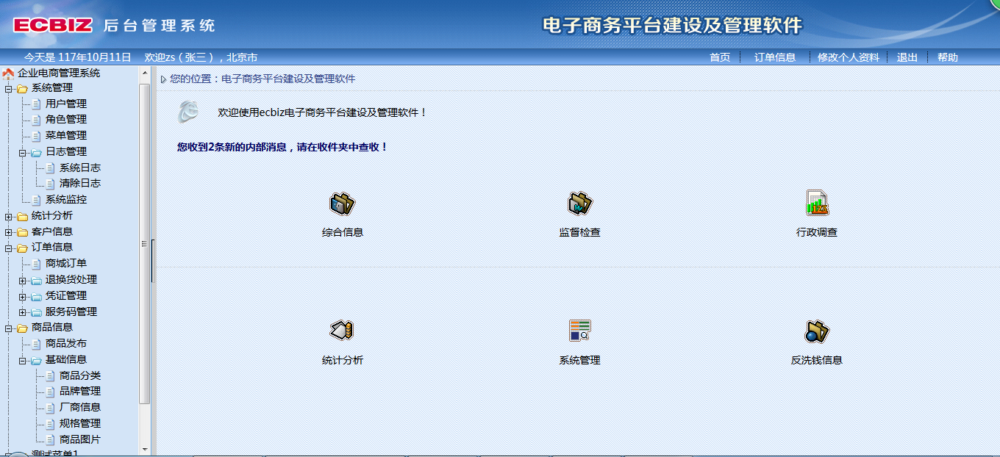 ECBIZ 后台管理系统
电子商务平台建设及管理软件
今天是 117年10月11日 欢迎zs（张三），北京市
首页 订单信息 修改个人资料 退出 帮助
企业电商管理系统
系统管理
用户管理
角色管理
菜单管理
日志管理
系统日志
清除日志
系统监控
统计分析
客户信息
订单信息
商城订单
退换货处理
凭证管理
服务码管理
商品信息
商品发布
基础信息
商品分类
品牌管理
厂商信息
规格管理
商品图片
测试菜单1
您的位置：电子商务平台建设及管理软件
欢迎使用ecbiz电子商务平台建设及管理软件！
您收到2条新的内部消息，请在收件夹中查收！
综合信息 监督检查 行政调查
统计分析 系统管理 反洗钱信息